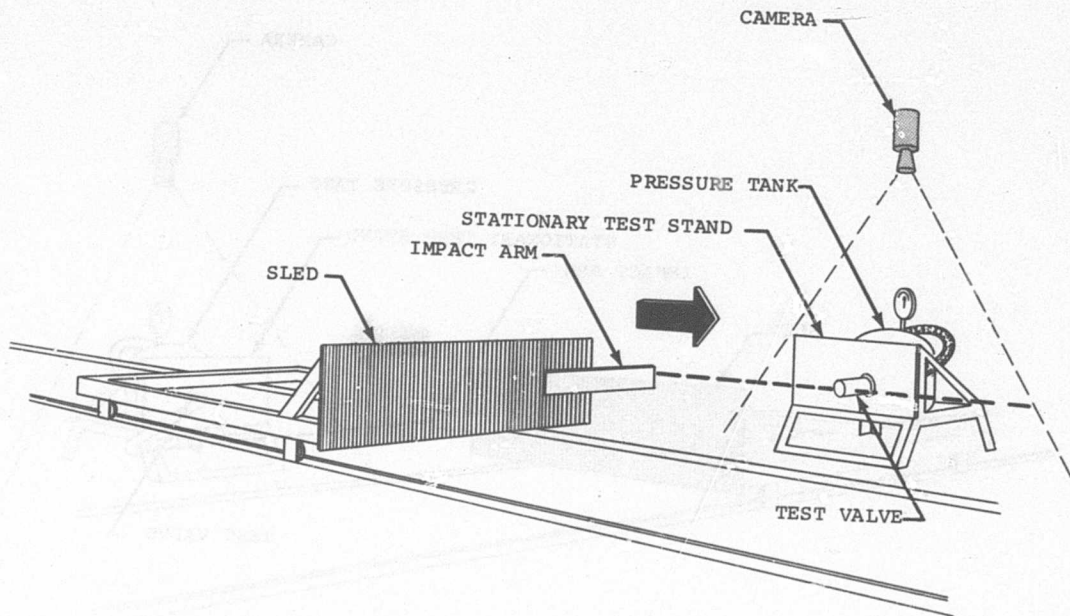 CAMERA
PRESSURE TANK
STATIONARY TEST STAND
IMPACT ARM
SLED
TEST VALVE